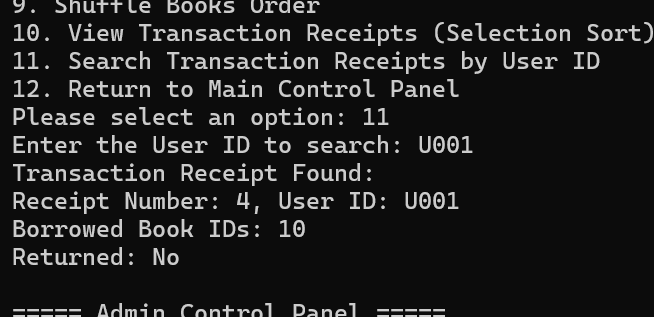 9. Shuffle Books Order
10. View Transaction Receipts (Selection Sort)
11. Search Transaction Receipts by User ID
12. Return to Main Control Panel
Please select an option: 11
Enter the User ID to search: U001
Transaction Receipt Found:
Receipt Number: 4, User ID: U001
Borrowed Book IDs: 10
Returned: No
===== Admin Control Panel =====